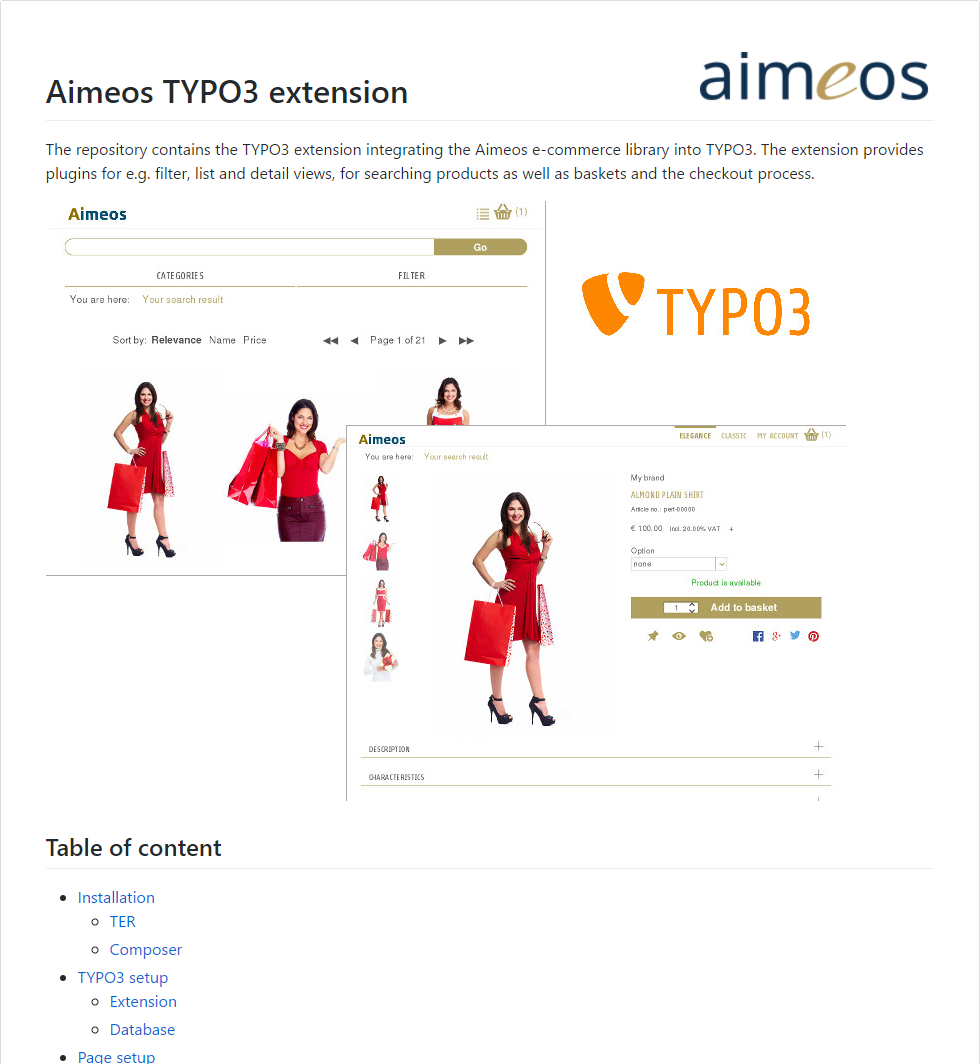 Aimeos TYPO3 extension
aimeos
The repository contains the TYPO3 extension integrating the Aimeos e-commerce library into TYPO3. The extension provides
plugins for e.g. filter, list and detail views, for searching products as well as baskets and the checkout process.
Aimeos
(1)
Go
CATEGORIES
FILTER
You are here: Your search result
Sort by: Relevance Name Price
Page 1 of 21
TYPO3
Aimeos
ELEGANCE CLASSIC MY ACCOUNT (1)
You are here: Your search result
My brand
ALMOND PLAIN SHIRT
Article no.: perf-00000
€ 100.00 Incl. 20.00% VAT +
Option
none
Product is available
1 Add to basket
DESCRIPTION
CHARACTERISTICS
Table of content
Installation
TER
Composer
TYPO3 setup
Extension
Database
Page setup